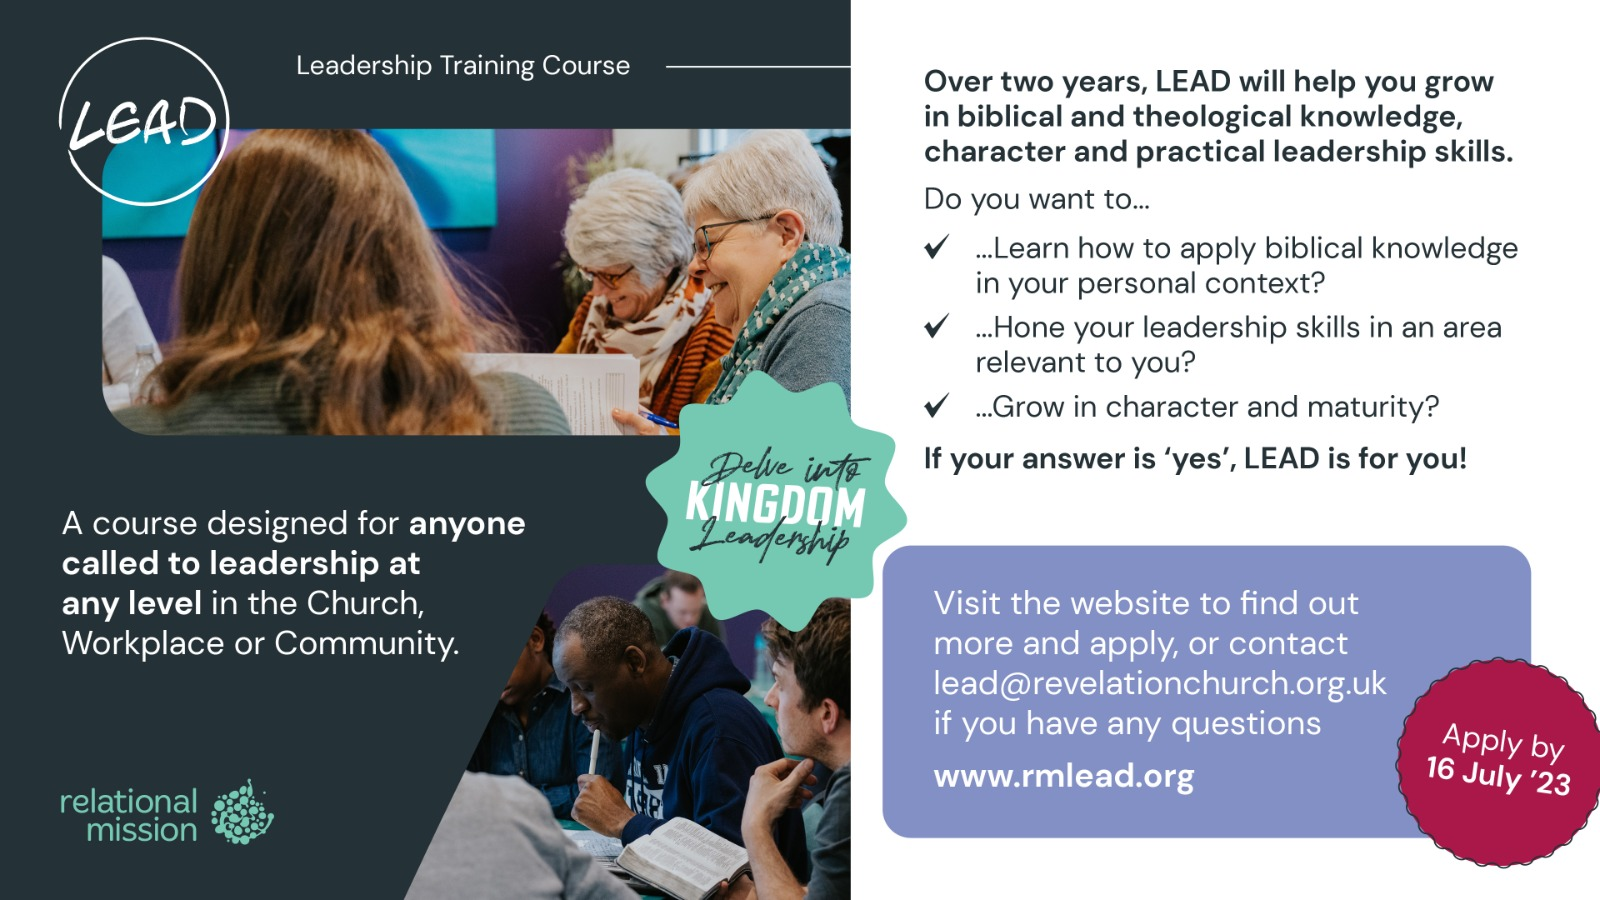 LEAD
Leadership Training Course
A course designed for anyone
called to leadership at
any level in the Church,
Workplace or Community.
relational
mission
Delve into
KINGDOM
Leadership
Over two years, LEAD will help you grow
in biblical and theological knowledge,
character and practical leadership skills.
Do you want to...
...Learn how to apply biblical knowledge
in your personal context?
...Hone your leadership skills in an area
relevant to you?
...Grow in character and maturity?
If your answer is ‘yes’, LEAD is for you!
Visit the website to find out
more and apply, or contact
lead@revelationchurch.org.uk
if you have any questions
www.rmlead.org
Apply by
16 July ’23